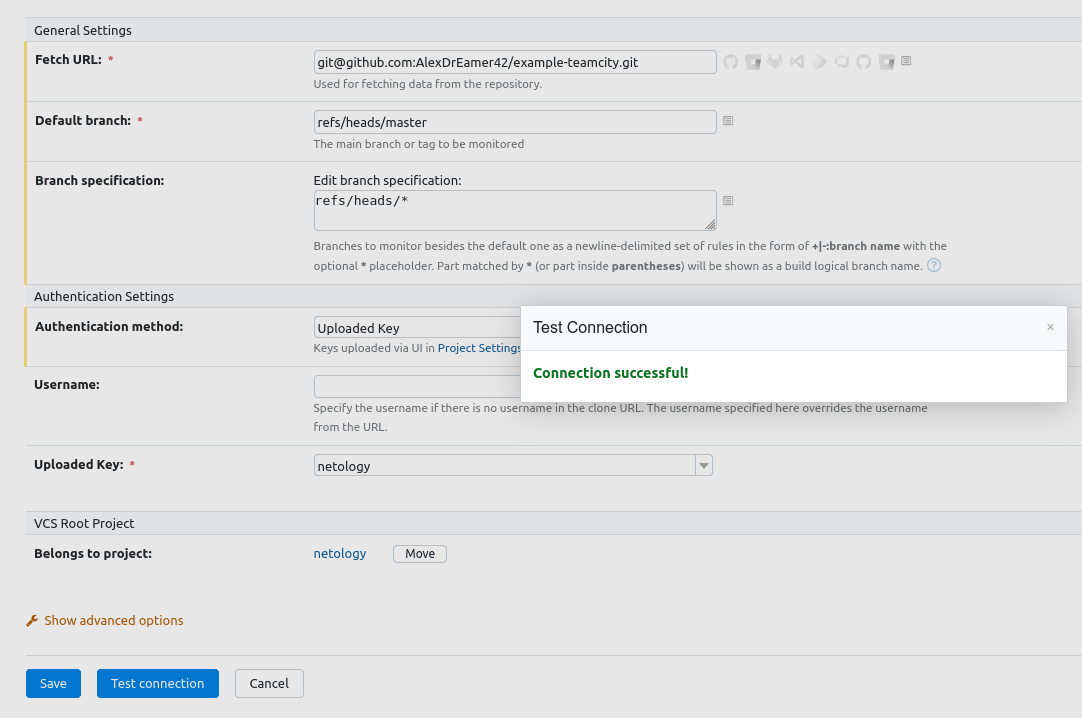 General Settings
Fetch URL: *
git@github.com:AlexDrEamer42/example-teamcity.git
Used for fetching data from the repository.
Default branch: *
refs/heads/master
The main branch or tag to be monitored
Branch specification:
Edit branch specification:
refs/heads/*
Branches to monitor besides the default one as a newline-delimited set of rules in the form of +|-:branch name with the
optional * placeholder. Part matched by * (or part inside parentheses) will be shown as a build logical branch name. ?
Authentication Settings
Authentication method:
Uploaded Key
Keys uploaded via UI in Project Settings
Test Connection ×
Connection successful!
Username:
Specify the username if there is no username in the clone URL. The username specified here overrides the username
from the URL.
Uploaded Key: *
netology
VCS Root Project
Belongs to project:
netology
Move
Show advanced options
Save
Test connection
Cancel